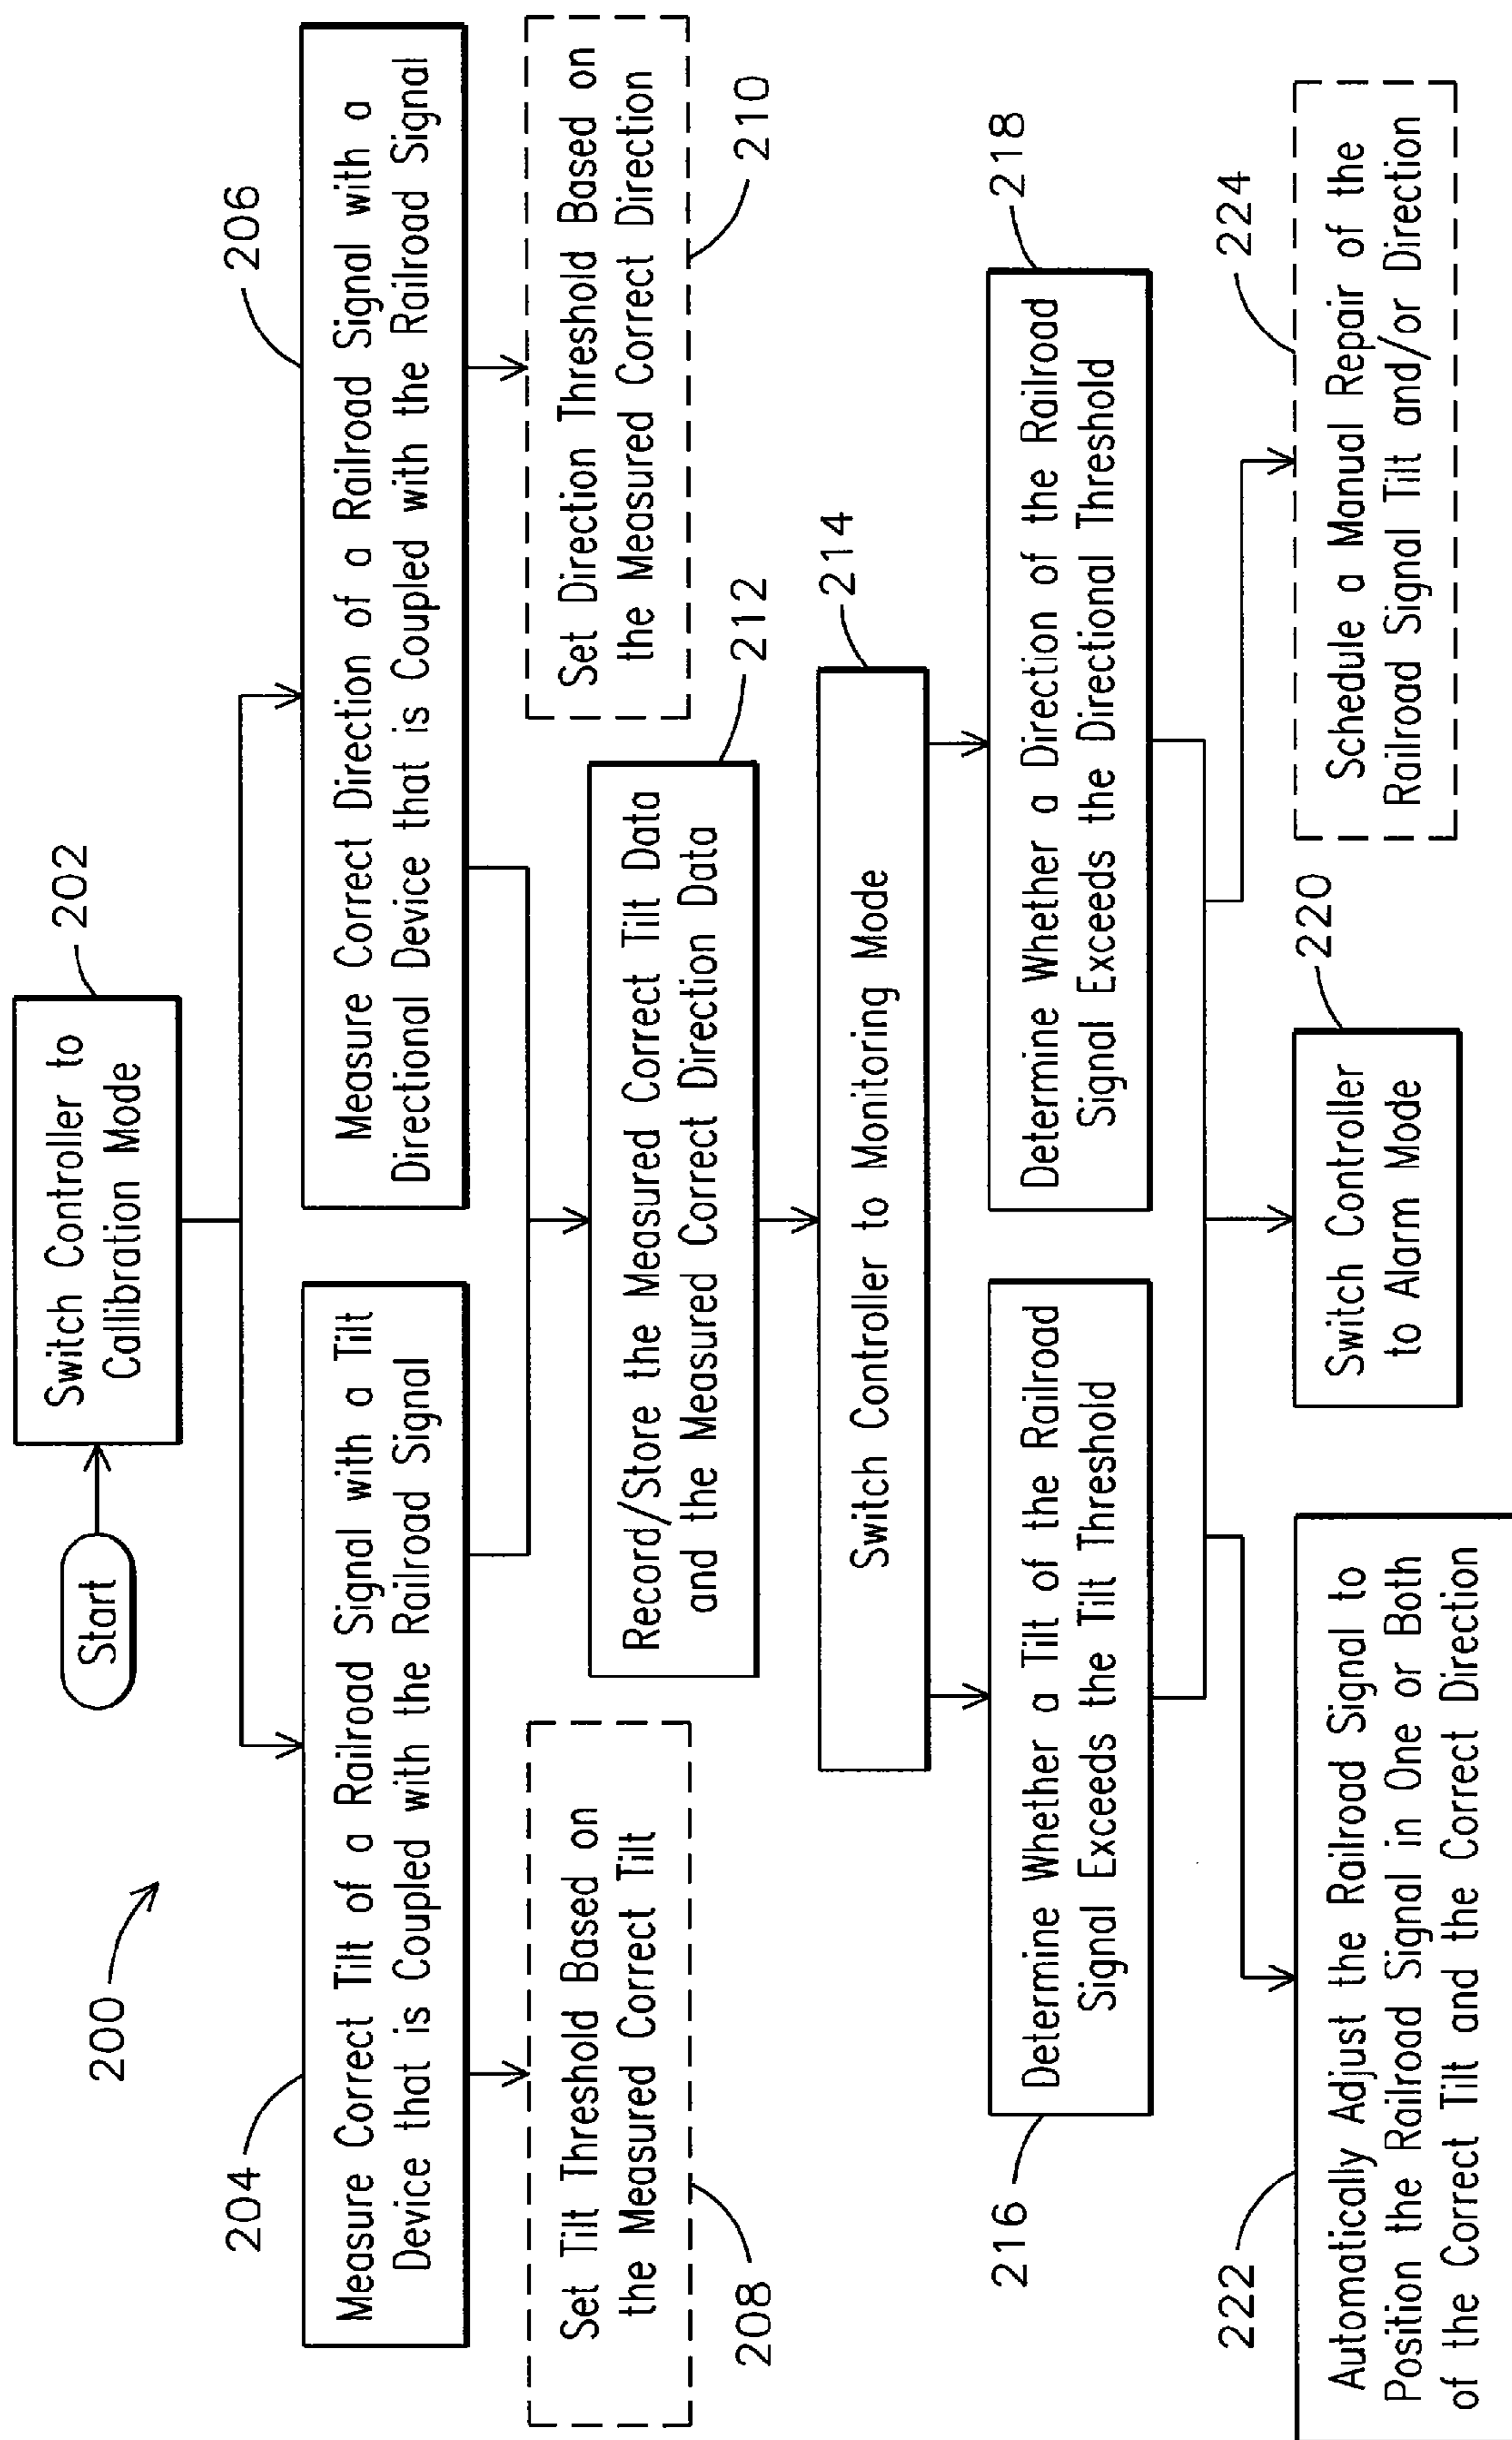 200
Start
Switch Controller to
Callibration Mode
202
204
Measure Correct Tilt of a Railroad Signal with a Tilt
Device that is Coupled with the Railroad Signal
206
Measure Correct Direction of a Railroad Signal with a
Directional Device that is Coupled with the Railroad Signal
Set Tilt Threshold Based on
the Measured Correct Tilt
208
Set Direction Threshold Based on
the Measured Correct Direction
210
212
Record/Store the Measured Correct Tilt Data
and the Measured Correct Direction Data
214
Switch Controller to Monitoring Mode
216
Determine Whether a Tilt of the Railroad
Signal Exceeds the Tilt Threshold
218
Determine Whether a Direction of the Railroad
Signal Exceeds the Directional Threshold
222
Automatically Adjust the Railroad Signal to
Position the Railroad Signal in One or Both
of the Correct Tilt and the Correct Direction
220
Switch Controller
to Alarm Mode
224
Schedule a Manual Repair of the
Railroad Signal Tilt and/or Direction